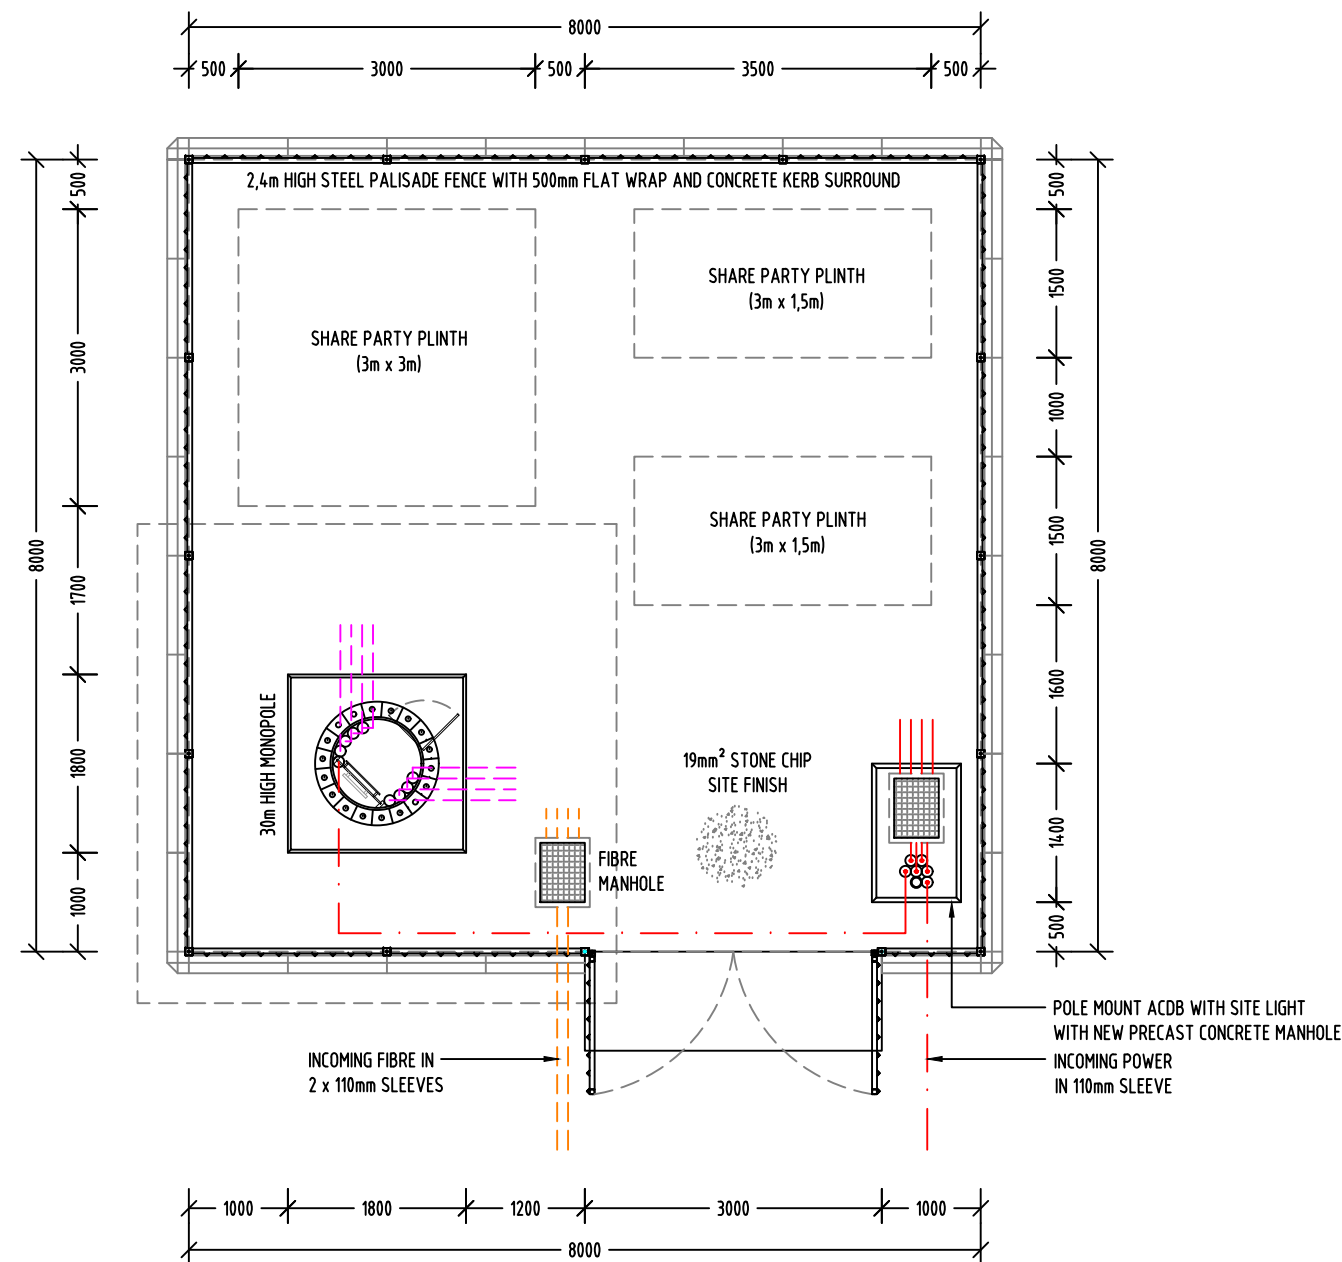 8000
500
3000
500
3500
500
2,4m HIGH STEEL PALISADE FENCE WITH 500mm FLAT WRAP AND CONCRETE KERB SURROUND
500
3000
1700
1800
1000
8000
SHARE PARTY PLINTH
(3m x 3m)
SHARE PARTY PLINTH
(3m x 1,5m)
SHARE PARTY PLINTH
(3m x 1,5m)
500
1500
1000
1500
1600
1400
500
8000
30m HIGH MONOPOLE
19mm² STONE CHIP
SITE FINISH
FIBRE
MANHOLE
POLE MOUNT ACDB WITH SITE LIGHT
WITH NEW PRECAST CONCRETE MANHOLE
INCOMING FIBRE IN
2 x 110mm SLEEVES
INCOMING POWER
IN 110mm SLEEVE
1000
1800
1200
3000
1000
8000